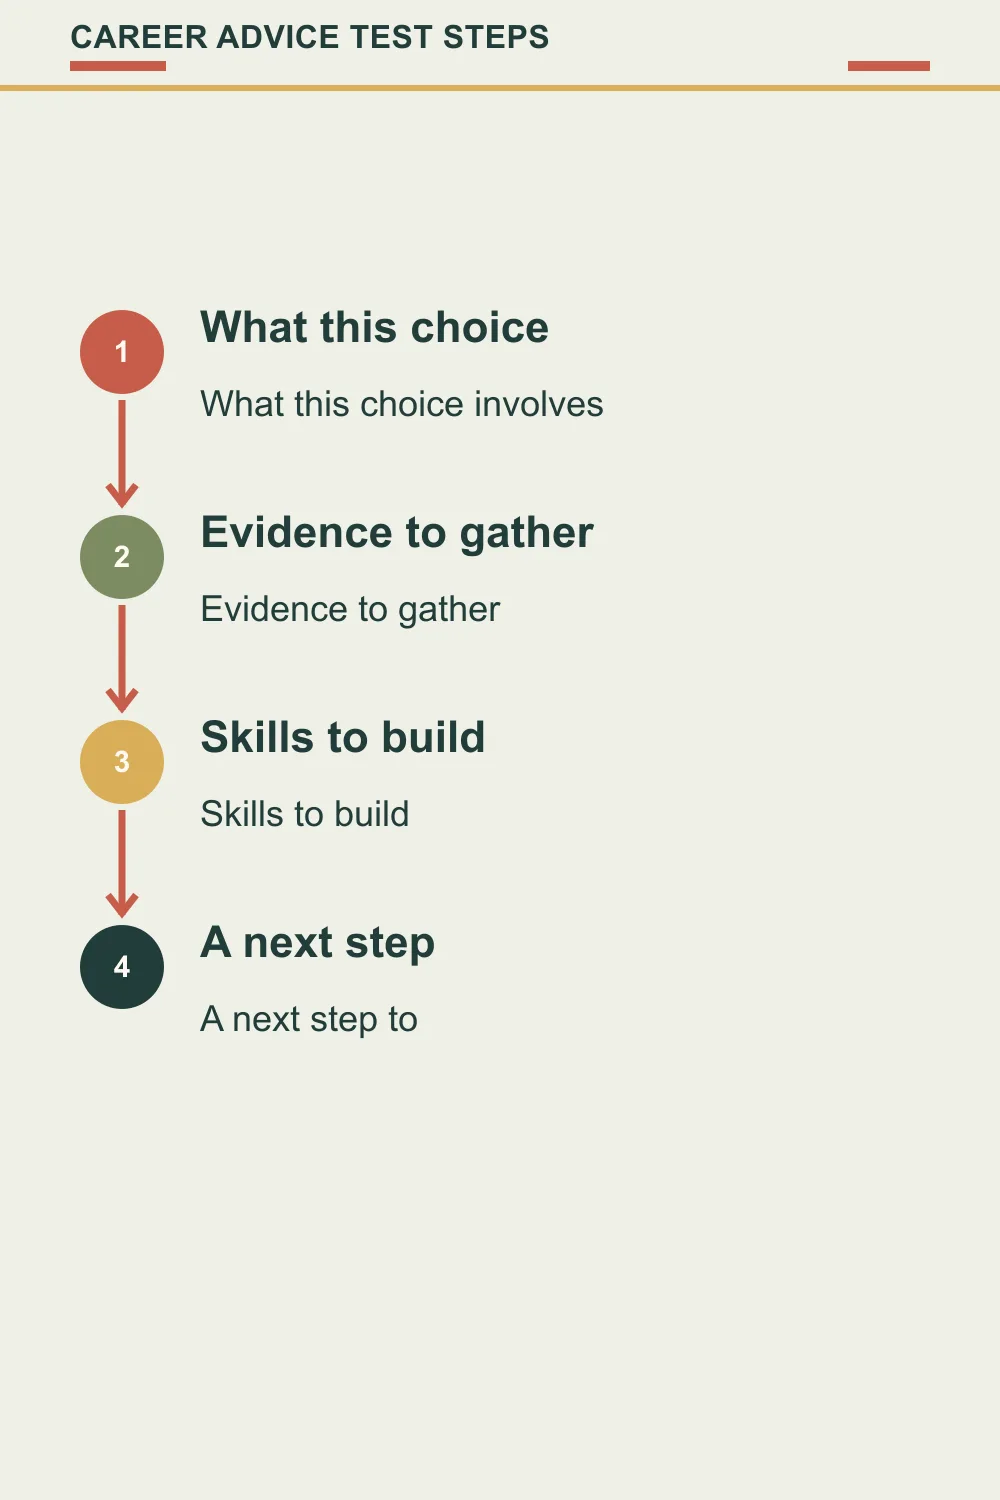 CAREER ADVICE TEST STEPS
1
What this choice
What this choice involves
2
Evidence to gather
Evidence to gather
3
Skills to build
Skills to build
4
A next step
A next step to